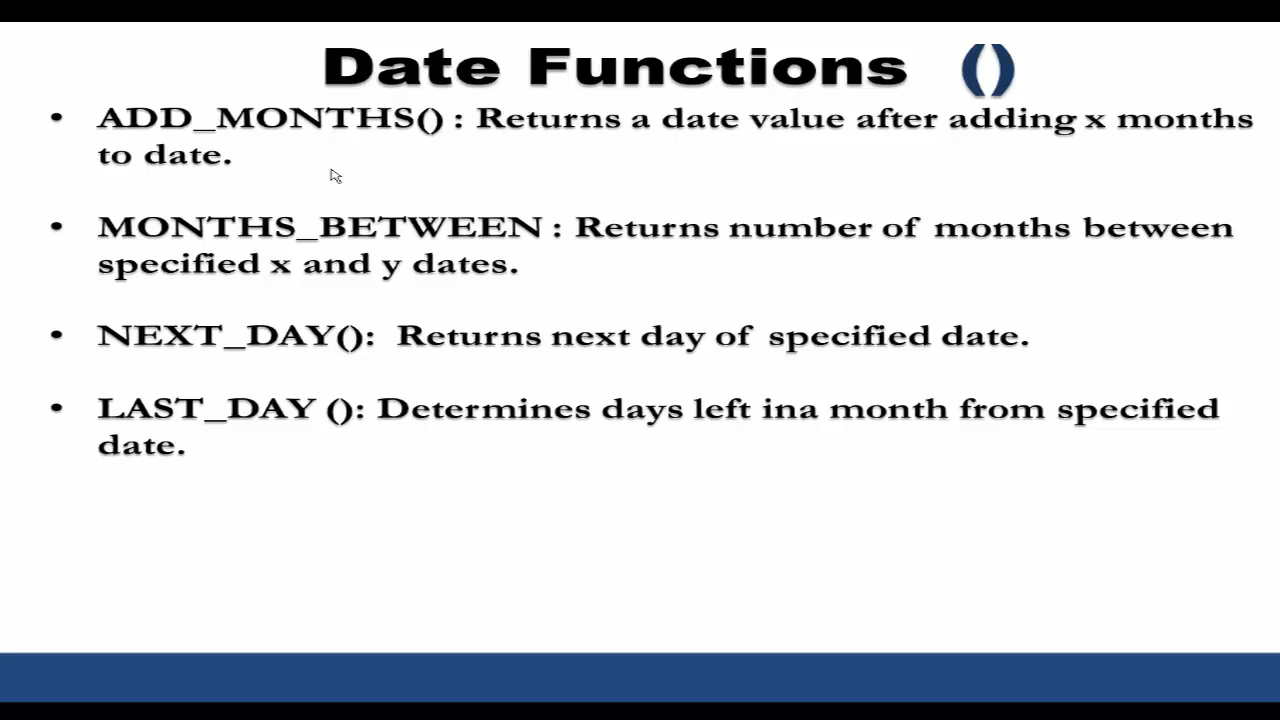 Date Functions ()
• ADD_MONTHS() : Returns a date value after adding x months
to date.
• MONTHS_BETWEEN : Returns number of months between
specified x and y dates.
• NEXT_DAY(): Returns next day of specified date.
• LAST_DAY (): Determines days left ina month from specified
date.